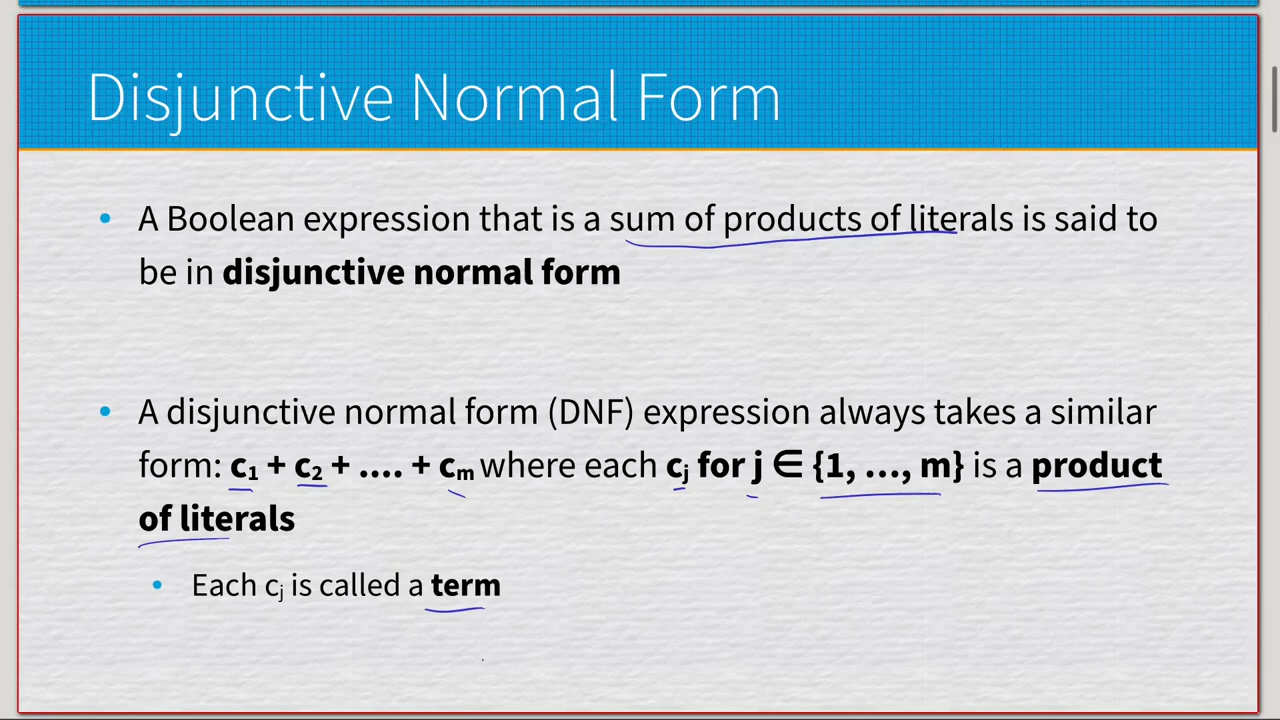 Disjunctive Normal Form
• A Boolean expression that is a sum of products of literals is said to
be in disjunctive normal form
• A disjunctive normal form (DNF) expression always takes a similar
form: c₁ + c₂ + .... + cₘ where each cⱼ for j ∈ {1, ..., m} is a product
of literals
• Each cⱼ is called a term